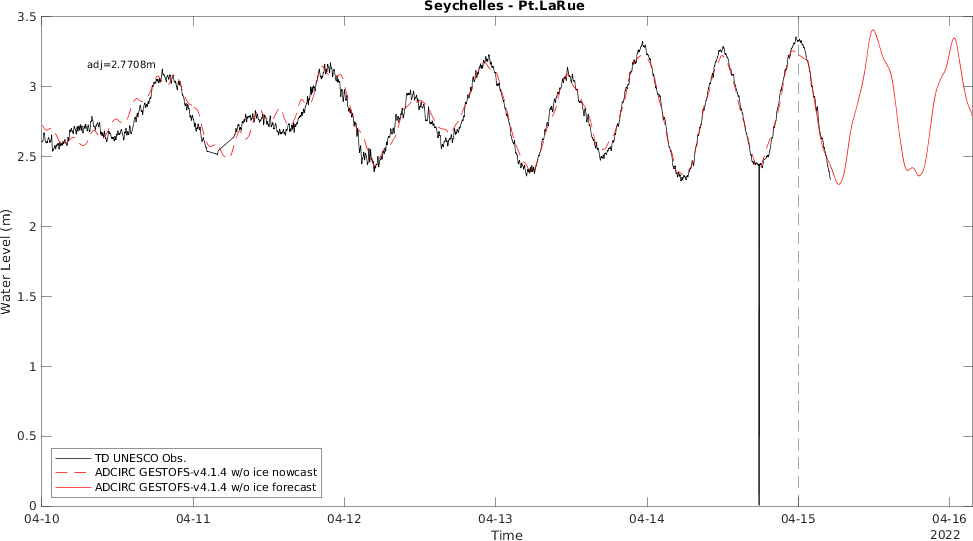 Seychelles - Pt.LaRue
adj=2.7708m
3.5
3
2.5
2
1.5
1
0.5
0
Water Level (m)
TD UNESCO Obs.
ADCIRC GESTOFS-v4.1.4 w/o ice nowcast
ADCIRC GESTOFS-v4.1.4 w/o ice forecast
04-10 04-11 04-12 04-13 04-14 04-15 04-16
Time
2022